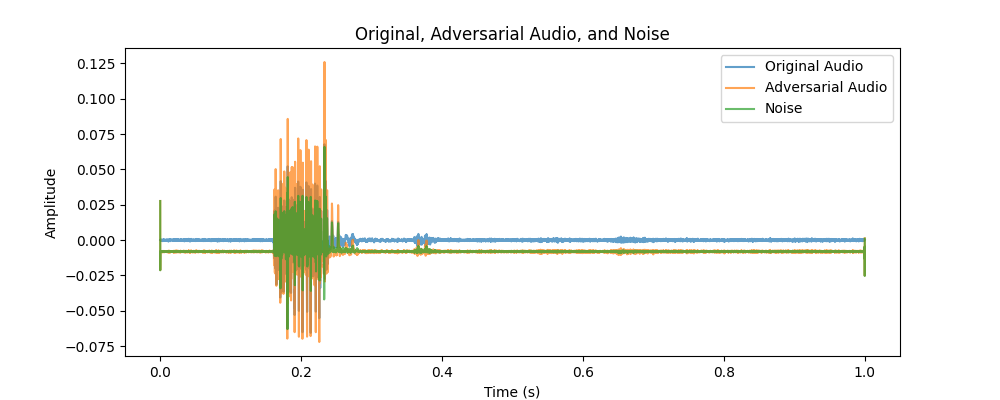 Original, Adversarial Audio, and Noise
Original Audio
Adversarial Audio
Noise
Amplitude
0.125
0.100
0.075
0.050
0.025
0.000
−0.025
−0.050
−0.075
0.0 0.2 0.4 0.6 0.8 1.0
Time (s)